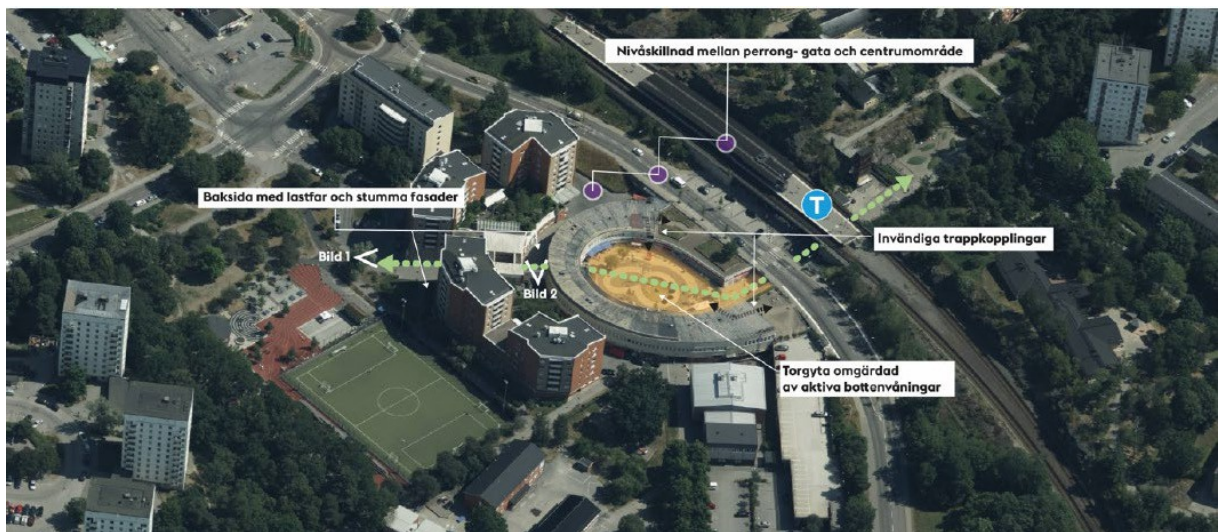 Nivåskillnad mellan perrong- gata och centrumområde
Baksida med lastfar och stumma fasader
T
Invändiga trappkopplingar
Bild 1
Bild 2
Torgyta omgärdad
av aktiva bottenvåningar